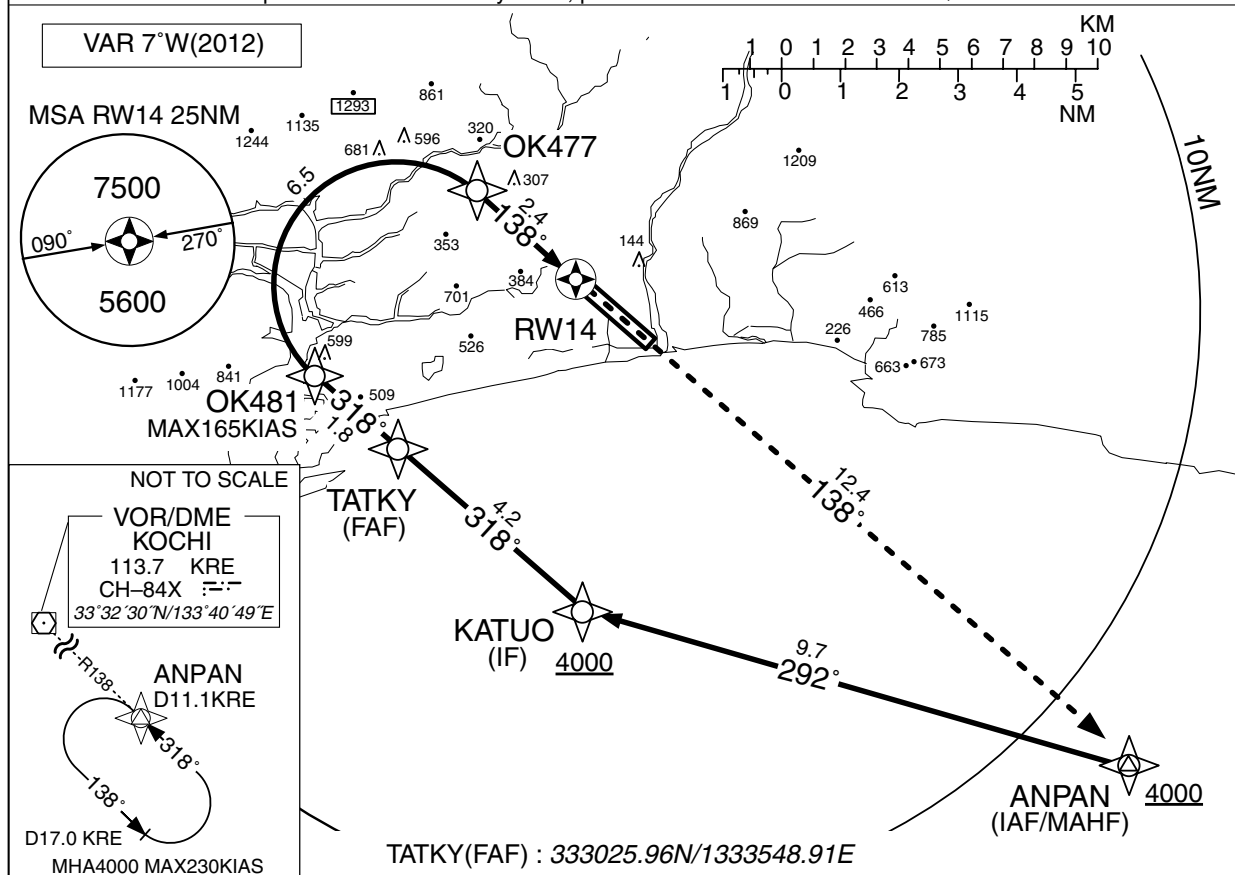 VAR 7°W(2012)
KM
1 0 1 2 3 4 5 6 7 8 9 10
1 0 1 2 3 4 5
NM
10NM
MSA RW14 25NM
7500
090°
270°
5600
1293
861
1135
1244
681
596
320
OK477
307
6.5
2.4
138°
353
701
384
526
599
144
1209
869
RW14
613
466
1115
226
785
663
673
1177
1004
841
509
OK481
MAX165KIAS
318°
1.8
TATKY
(FAF)
4.2
318°
12.4
138°
KATUO
(IF)
4000
9.7
292°
ANPAN
(IAF/MAHF)
4000
NOT TO SCALE
VOR/DME
KOCHI
113.7 KRE
CH–84X
33°32´30˝N/133°40´49˝E
R138
ANPAN
D11.1KRE
318°
138°
D17.0 KRE
MHA4000 MAX230KIAS
TATKY(FAF) : 333025.96N/1333548.91E